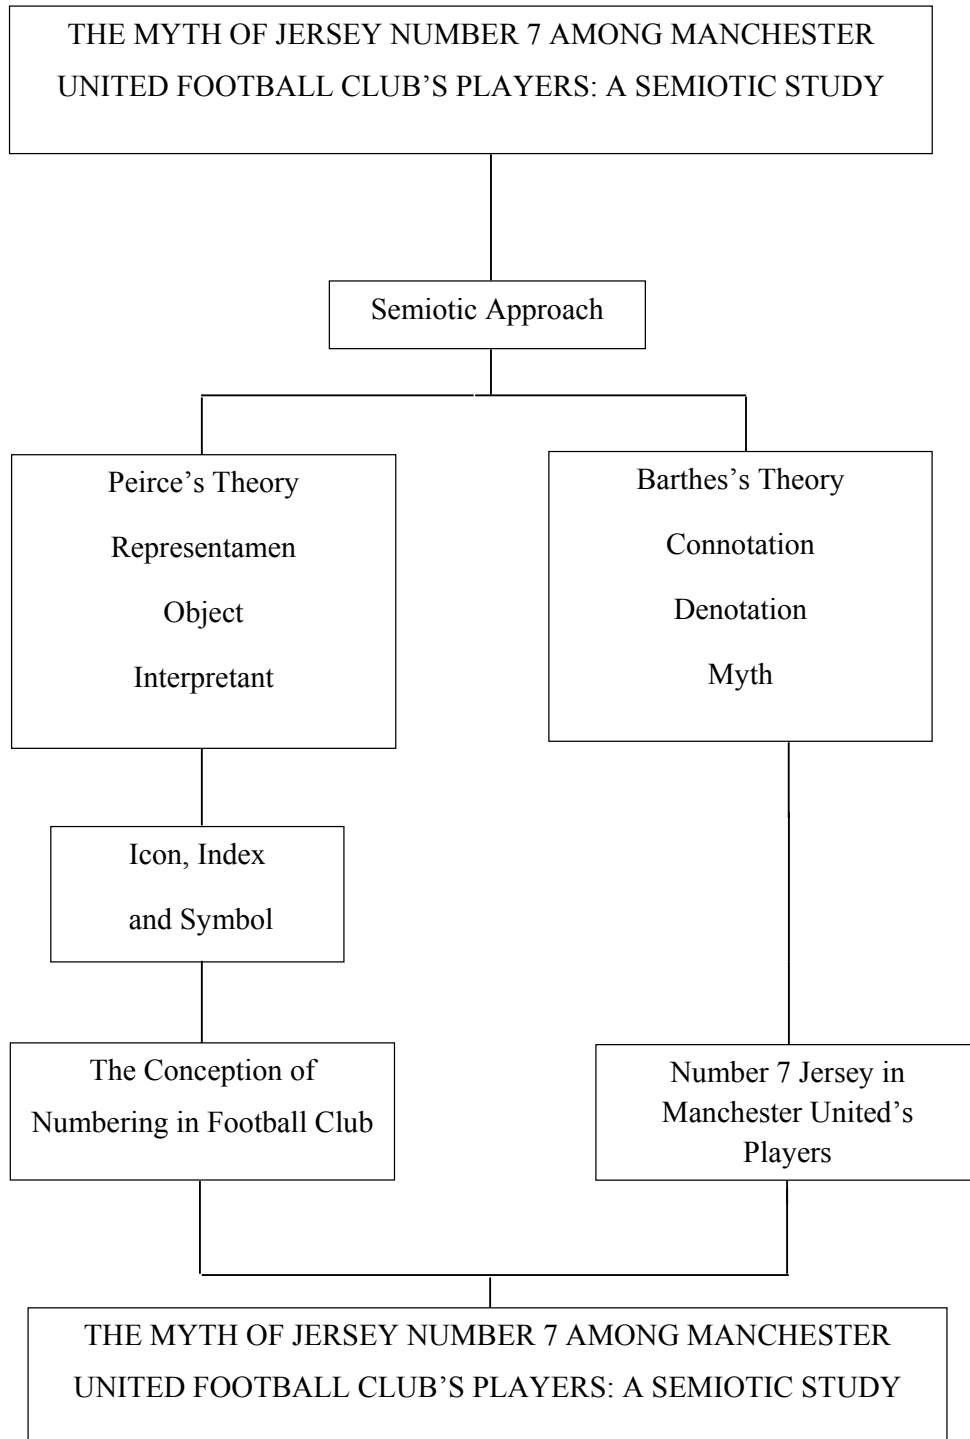 THE MYTH OF JERSEY NUMBER 7 AMONG MANCHESTER
UNITED FOOTBALL CLUB’S PLAYERS: A SEMIOTIC STUDY
Semiotic Approach
Peirce’s Theory
Representamen
Object
Interpretant
Barthes’s Theory
Connotation
Denotation
Myth
Icon, Index
and Symbol
The Conception of
Numbering in Football Club
Number 7 Jersey in
Manchester United’s
Players
THE MYTH OF JERSEY NUMBER 7 AMONG MANCHESTER
UNITED FOOTBALL CLUB’S PLAYERS: A SEMIOTIC STUDY